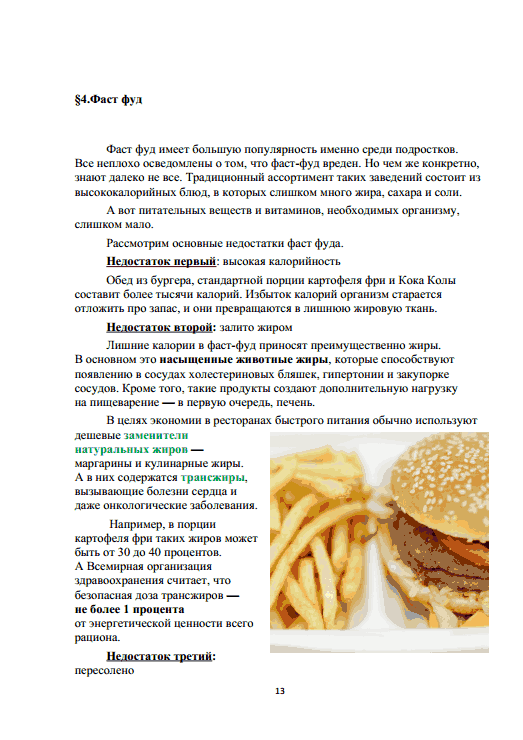 §4.Фаст фуд
Фаст фуд имеет большую популярность именно среди подростков.
Все неплохо осведомлены о том, что фаст-фуд вреден. Но чем же конкретно,
знают далеко не все. Традиционный ассортимент таких заведений состоит из
высококалорийных блюд, в которых слишком много жира, сахара и соли.
А вот питательных веществ и витаминов, необходимых организму,
слишком мало.
Рассмотрим основные недостатки фаст фуда.
Недостаток первый: высокая калорийность
Обед из бургера, стандартной порции картофеля фри и Кока Колы
составит более тысячи калорий. Избыток калорий организм старается
отложить про запас, и они превращаются в лишнюю жировую ткань.
Недостаток второй: залито жиром
Лишние калории в фаст-фуд приносят преимущественно жиры.
В основном это насыщенные животные жиры, которые способствуют
появлению в сосудах холестериновых бляшек, гипертонии и закупорке
сосудов. Кроме того, такие продукты создают дополнительную нагрузку
на пищеварение — в первую очередь, печень.
В целях экономии в ресторанах быстрого питания обычно используют
дешевые заменители
натуральных жиров —
маргарины и кулинарные жиры.
А в них содержатся трансжиры,
вызывающие болезни сердца и
даже онкологические заболевания.
Например, в порции
картофеля фри таких жиров может
быть от 30 до 40 процентов.
А Всемирная организация
здравоохранения считает, что
безопасная доза трансжиров —
не более 1 процента
от энергетической ценности всего
рациона.
Недостаток третий:
пересолено
13